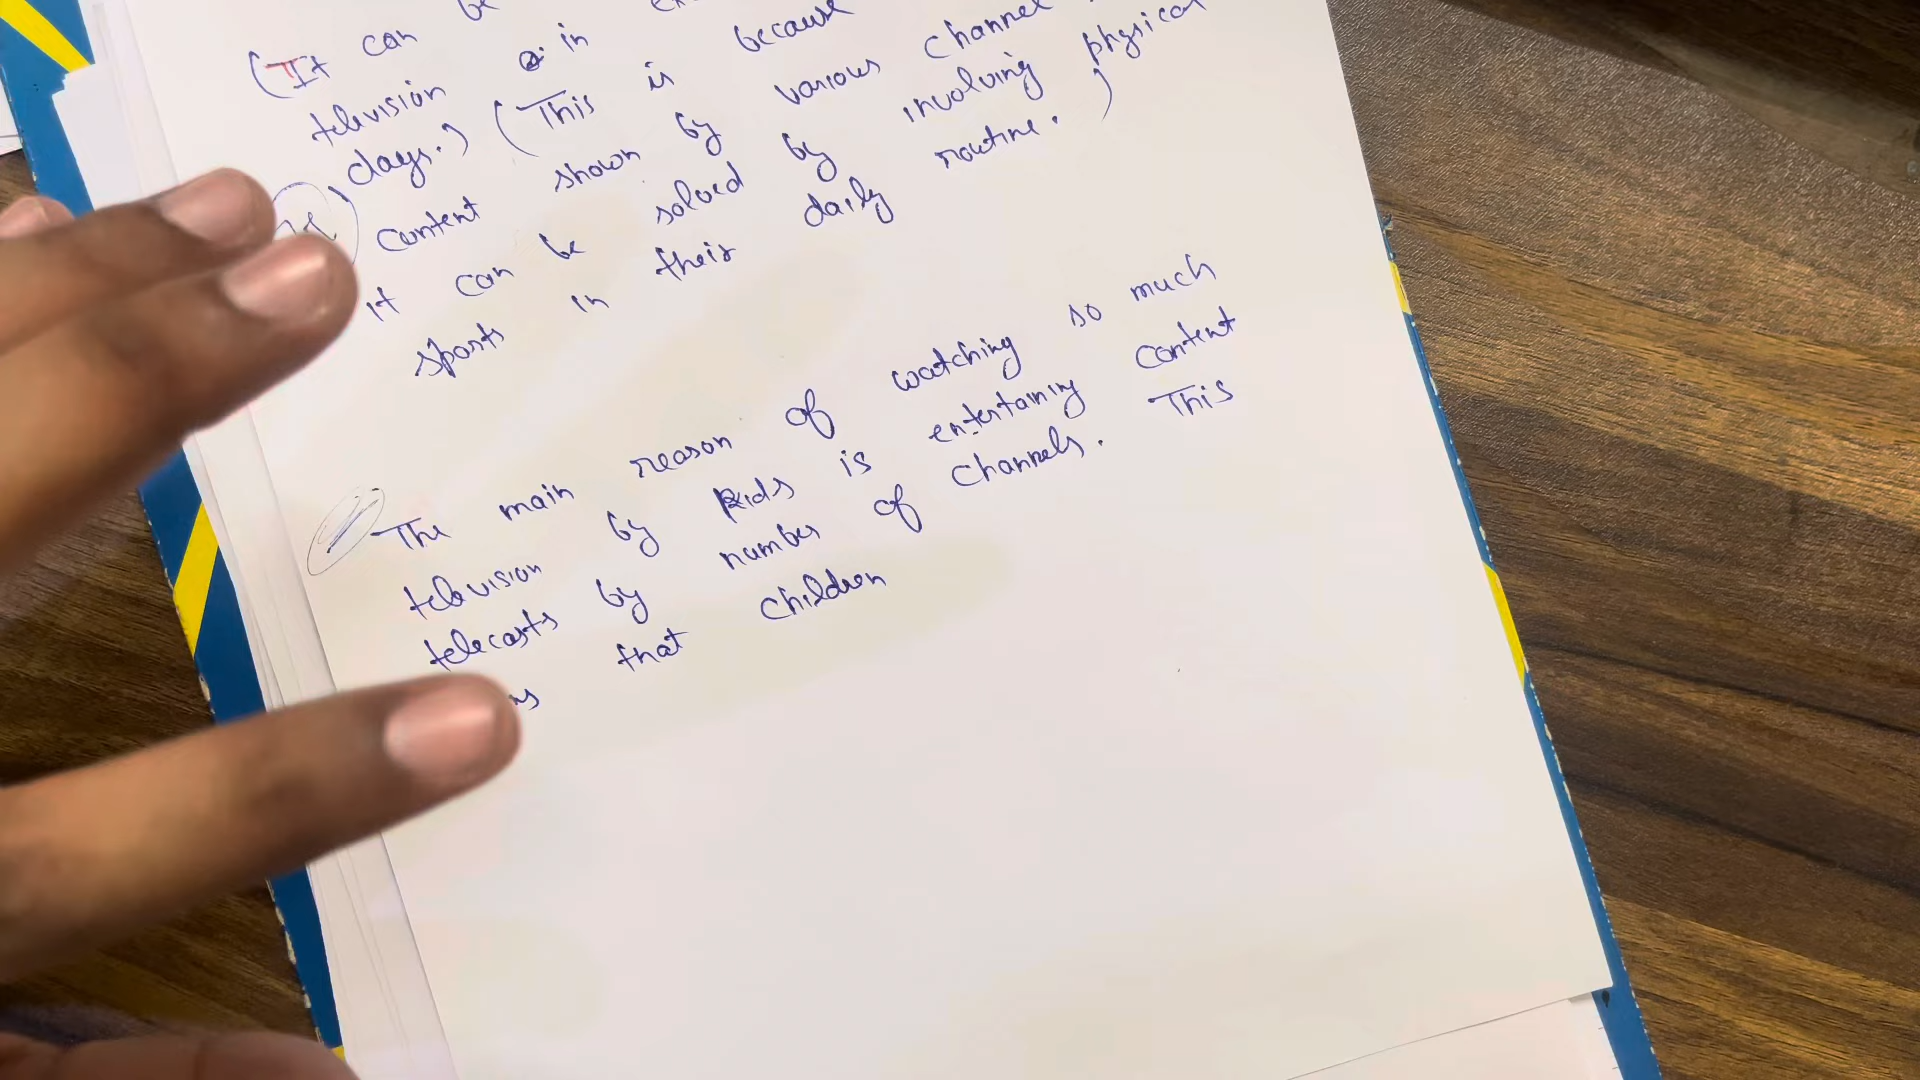 (It can be
television in
days.) (This is because
content shown by various channel
It can be solved by involving physical
sports in their daily routine.)
The main reason of watching so much
television by kids is entertaining content
telecasts by number of channels. This
that children